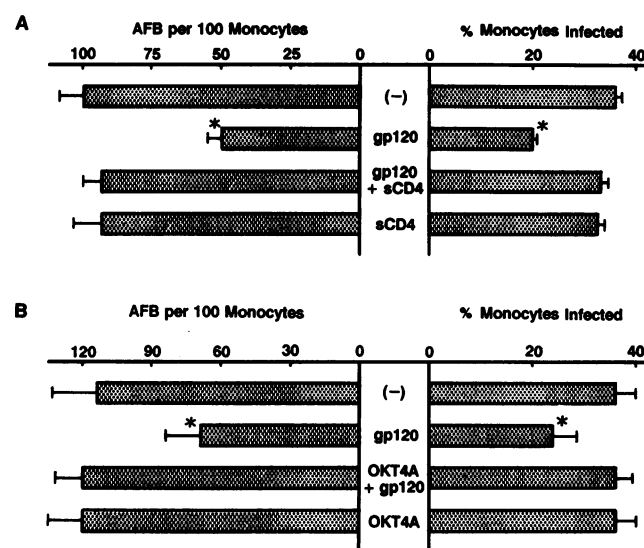 A
AFB per 100 Monocytes % Monocytes Infected
100 75 50 25 0 0 20 40
(–)
* gp120 *
gp120
+ sCD4
sCD4
B
AFB per 100 Monocytes % Monocytes Infected
120 90 60 30 0 0 20 40
(–)
* gp120 *
OKT4A
+ gp120
OKT4A